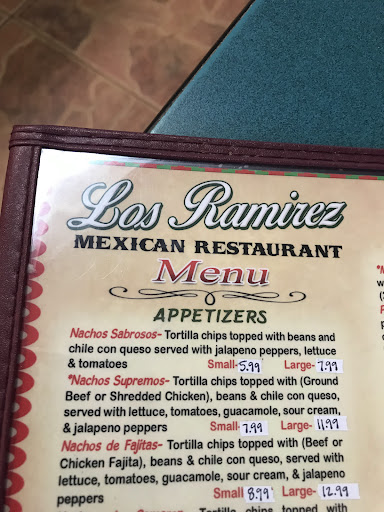 Los Ramirez
MEXICAN RESTAURANT
Menu
APPETIZERS
Nachos Sabrosos- Tortilla chips topped with beans and
chile con queso served with jalapeno peppers, lettuce
& tomatoes Small- 5.99 Large- 7.99
*Nachos Supremos- Tortilla chips topped with (Ground
Beef or Shredded Chicken), beans & chile con queso,
served with lettuce, tomatoes, guacamole, sour cream,
& jalapeno peppers Small- 7.99 Large- 11.99
Nachos de Fajitas- Tortilla chips topped with (Beef or
Chicken Fajita), beans & chile con queso, served with
lettuce, tomatoes, guacamole, sour cream, & jalapeno
peppers Small 8.99 Large- 12.99
Tortilla chips topped with